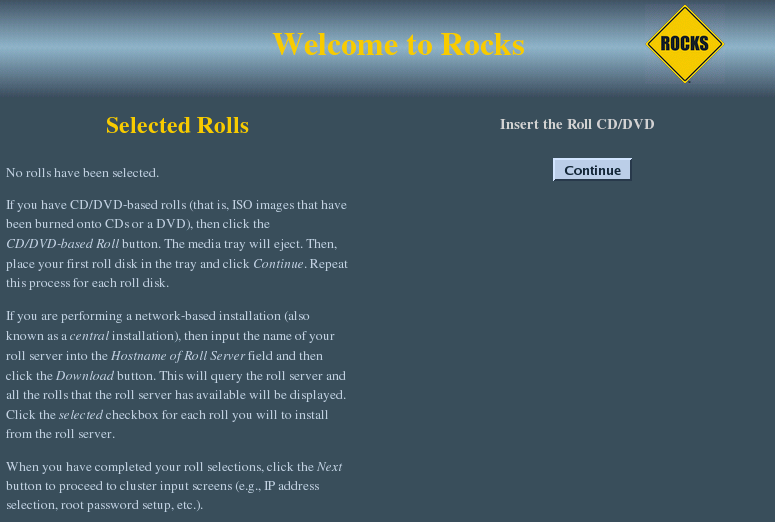 Welcome to Rocks
ROCKS
Selected Rolls
No rolls have been selected.
If you have CD/DVD-based rolls (that is, ISO images that have
been burned onto CDs or a DVD), then click the
CD/DVD-based Roll button. The media tray will eject. Then,
place your first roll disk in the tray and click Continue. Repeat
this process for each roll disk.
If you are performing a network-based installation (also
known as a central installation), then input the name of your
roll server into the Hostname of Roll Server field and then
click the Download button. This will query the roll server and
all the rolls that the roll server has available will be displayed.
Click the selected checkbox for each roll you will to install
from the roll server.
When you have completed your roll selections, click the Next
button to proceed to cluster input screens (e.g., IP address
selection, root password setup, etc.).
Insert the Roll CD/DVD
Continue